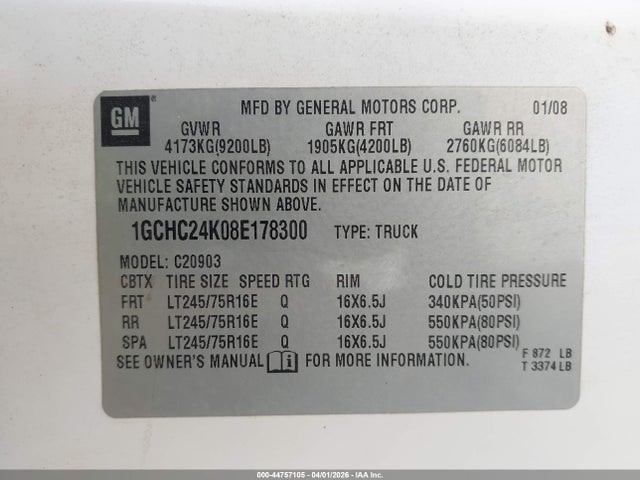 GM ®
MFD BY GENERAL MOTORS CORP. 01/08
GVWR GAWR FRT GAWR RR
4173KG(9200LB) 1905KG(4200LB) 2760KG(6084LB)
THIS VEHICLE CONFORMS TO ALL APPLICABLE U.S. FEDERAL MOTOR
VEHICLE SAFETY STANDARDS IN EFFECT ON THE DATE OF
MANUFACTURE SHOWN ABOVE.
1GCHC24K08E178300 TYPE: TRUCK
MODEL: C20903
CBTX TIRE SIZE SPEED RTG RIM COLD TIRE PRESSURE
FRT LT245/75R16E Q 16X6.5J 340KPA(50PSI)
RR LT245/75R16E Q 16X6.5J 550KPA(80PSI)
SPA LT245/75R16E Q 16X6.5J 550KPA(80PSI)
SEE OWNER'S MANUAL i FOR MORE INFORMATION.
F 872 LB
T 3374 LB
000-44757105 - 04/01/2026 - IAAI, Inc.